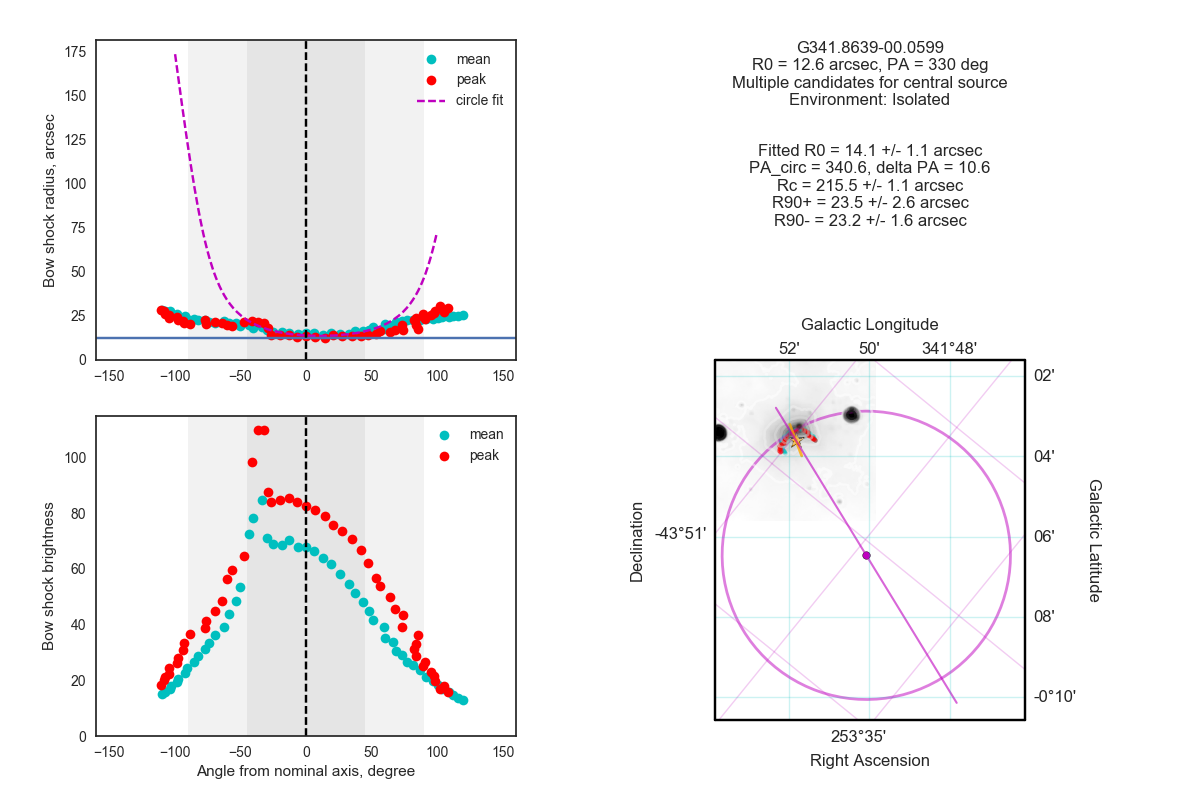 175
150
125
100
75
50
25
0
Bow shock radius, arcsec
mean
peak
circle fit
−150
−100
−50
0
50
100
150
100
80
60
40
20
0
Bow shock brightness
mean
peak
−150
−100
−50
0
50
100
150
Angle from nominal axis, degree
G341.8639-00.0599
R0 = 12.6 arcsec, PA = 330 deg
Multiple candidates for central source
Environment: Isolated
Fitted R0 = 14.1 +/- 1.1 arcsec
PA_circ = 340.6, delta PA = 10.6
Rc = 215.5 +/- 1.1 arcsec
R90+ = 23.5 +/- 2.6 arcsec
R90- = 23.2 +/- 1.6 arcsec
Galactic Longitude
52'
50'
341°48'
02'
04'
06'
08'
-0°10'
Galactic Latitude
Declination
-43°51'
253°35'
Right Ascension